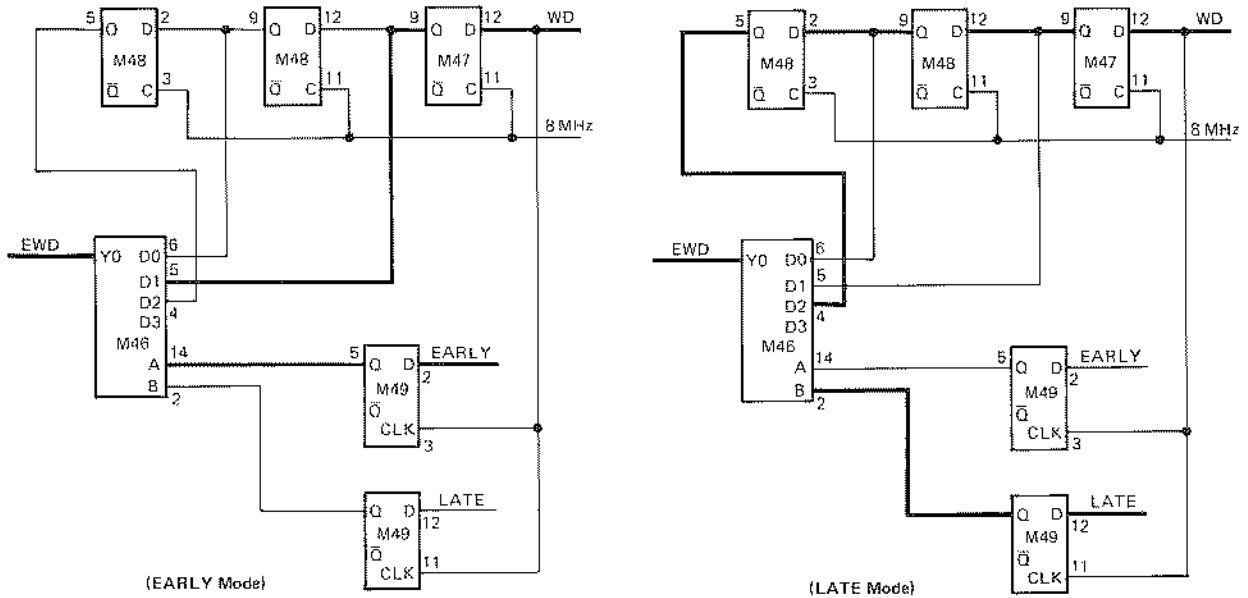 5 Q D 2 9 Q D 12 9 Q D 12 WD
M48 M48 M47
Q̅ C 3 Q̅ C 11 Q̅ C 11
8 MHz
EWD
Y0 D0 6
D1 5
D2 4
D3
M46
A 14
B 2
5 Q D 2 EARLY
M49
Q̅
CLK 3
Q D 12 LATE
M49
Q̅
CLK 11
(EARLY Mode)
5 Q D 2 9 Q D 12 9 Q D 12 WD
M48 M48 M47
Q̅ C 3 Q̅ C 11 Q̅ C 11
8 MHz
EWD
Y0 D0 6
D1 5
D2 4
D3
M46
A 14
B 2
5 Q D 2 EARLY
M49
Q̅
CLK 3
Q D 12 LATE
M49
Q̅
CLK 11
(LATE Mode)